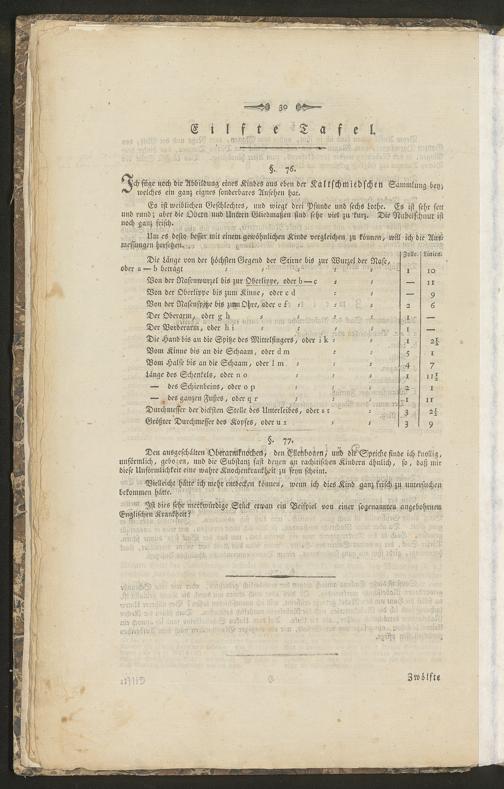 30
Eilfte Tafel.
§. 76.
Ich füge noch die Abbildung eines Kindes aus eben der Kaltschmiedschen Sammlung bey,
welches ein ganz eignes sonderbares Ansehen hat.
Es ist weiblichen Geschlechtes, und wiegt drei Pfunde und sechs Lothe. Es ist sehr fett
und rund; aber die Obern und Untern Gliedmaßen sind sehr viel zu kurz. Die Nabelschnur ist
noch ganz frisch.
Um es desto besser mit einem gewöhnlichen Kinde vergleichen zu können, will ich die Aus-
messungen hersetzen.
Zolle. Linien.
Die Länge von der höchsten Gegend der Stirne bis zur Wurzel der Nase,
oder a — b beträgt : : : : 1 10
Von der Nasenwurzel bis zur Oberlippe, oder b — c : : — 11
Von der Oberlippe bis zum Kinne, oder c d : : — 9
Von der Nasenspitze bis zum Ohre, oder e f : : 2 6
Der Oberarm, oder g h : : : 1 —
Der Vorderarm, oder h i : : : 1 —
Die Hand bis an die Spitze des Mittelfingers, oder i k : : 1 2½
Vom Kinne bis an die Schaam, oder d m : : 5 1
Vom Halse bis an die Schaam, oder l m : : 4 7
Länge des Schenkels, oder n o : : : 1 11½
— des Schienbeins, oder o p : : 2 1
— des ganzen Fußes, oder q r : : 1 11
Durchmesser der dicksten Stelle des Unterleibes, oder s t : : 3 2½
Größter Durchmesser des Kopfes, oder u x : : 3 9
§. 77.
Den ausgeschälten Oberarmknochen, den Ellenbogen, und die Speiche finde ich knollig,
unförmlich, gebogen, und die Substanz fast denen an rachitischen Kindern ähnlich, so, daß mir
diese Unförmlichkeit eine wahre Knochenkrankheit zu seyn scheint.
Vielleicht hätte ich mehr entdecken können, wenn ich dies Kind ganz frisch zu untersuchen
bekommen hätte.
Ist dies sehr merkwürdige Stück etwan ein Beispiel von einer sogenannten angebohrnen
Englischen Krankheit?
Zwölfte